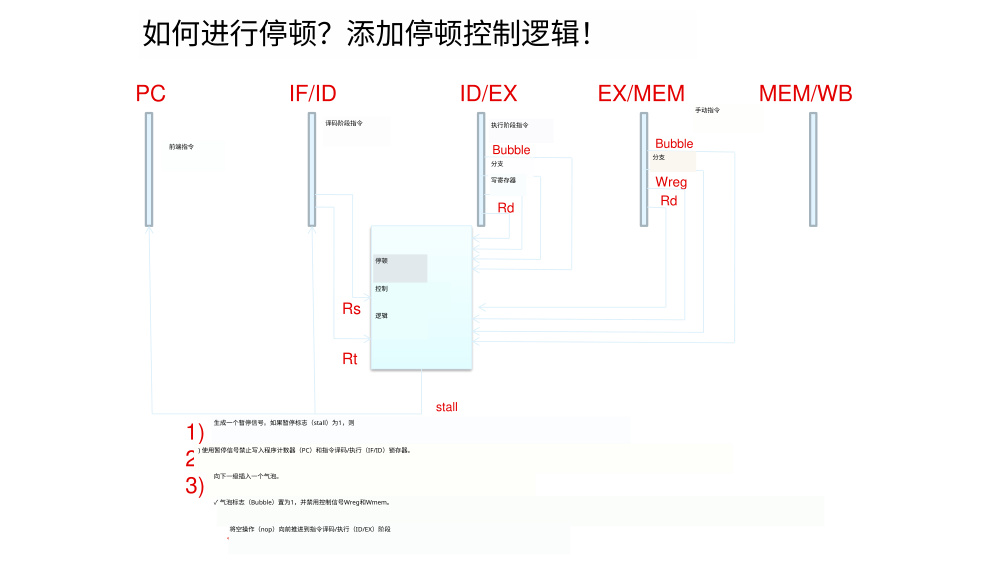 如何进行停顿？添加停顿控制逻辑！
PC
IF/ID
ID/EX
EX/MEM
MEM/WB
手动指令
前端指令
译码阶段指令
执行阶段指令
Bubble
分支
写寄存器
Rd
Bubble
分支
Wreg
Rd
停顿
控制
逻辑
Rs
Rt
stall
1) 生成一个暂停信号。如果暂停标志（stall）为1，则
2 ) 使用暂停信号禁止写入程序计数器（PC）和指令译码/执行（IF/ID）锁存器。
3) 向下一组插入一个气泡。
✓ 气泡标志（Bubble）置为1，并禁用控制信号Wreg和Wmem。
将空操作（nop）向前推进到指令译码/执行（ID/EX）阶段